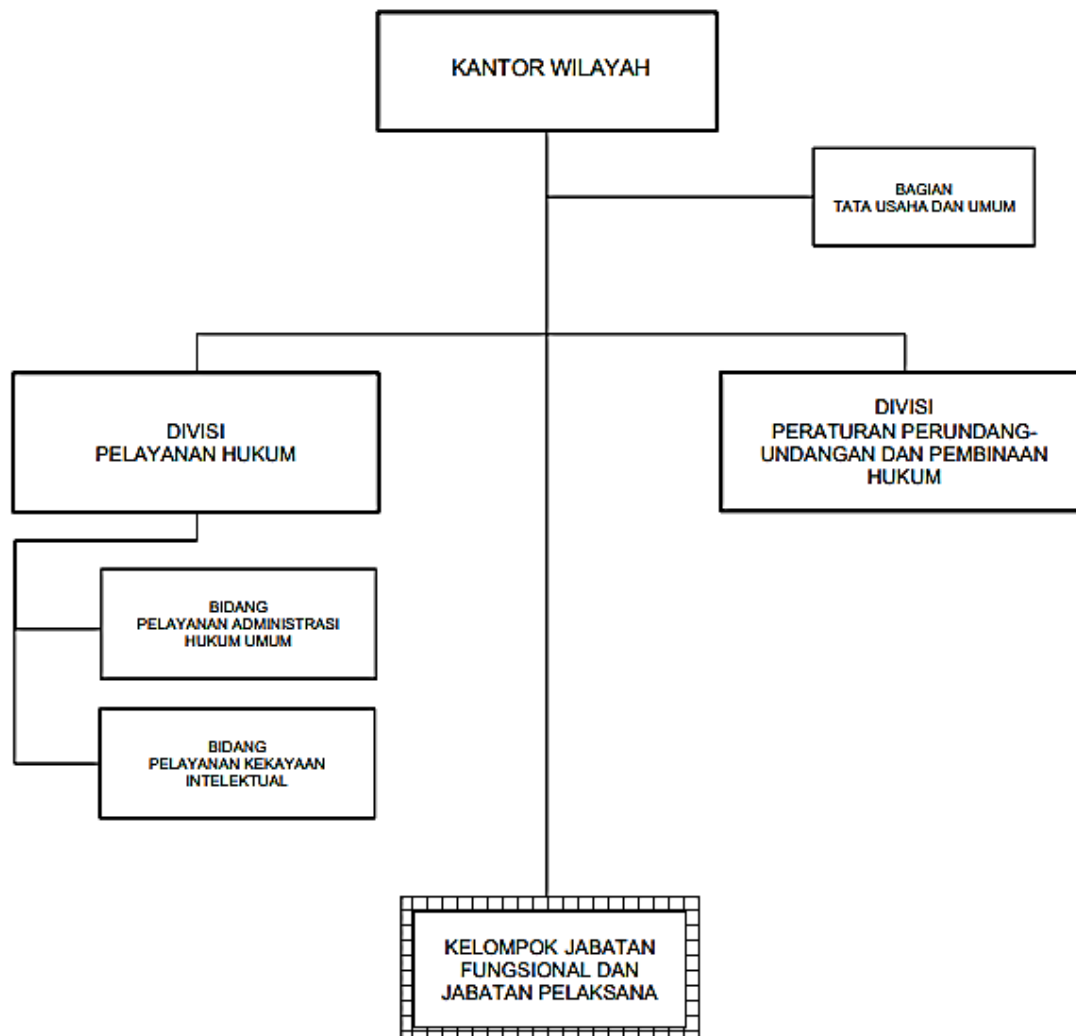 KANTOR WILAYAH
BAGIAN
TATA USAHA DAN UMUM
DIVISI
PELAYANAN HUKUM
DIVISI
PERATURAN PERUNDANG-
UNDANGAN DAN PEMBINAAN
HUKUM
BIDANG
PELAYANAN ADMINISTRASI
HUKUM UMUM
BIDANG
PELAYANAN KEKAYAAN
INTELEKTUAL
KELOMPOK JABATAN
FUNGSIONAL DAN
JABATAN PELAKSANA